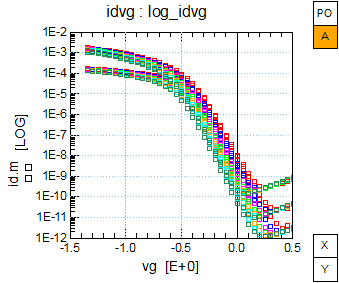 idvg : log_idvg
PO
A
1E-2
1E-3
1E-4
1E-5
1E-6
1E-7
1E-8
1E-9
1E-10
1E-11
1E-12
id.m [LOG]
-1.5
-1.0
-0.5
0.0
0.5
vg [E+0]
X
Y